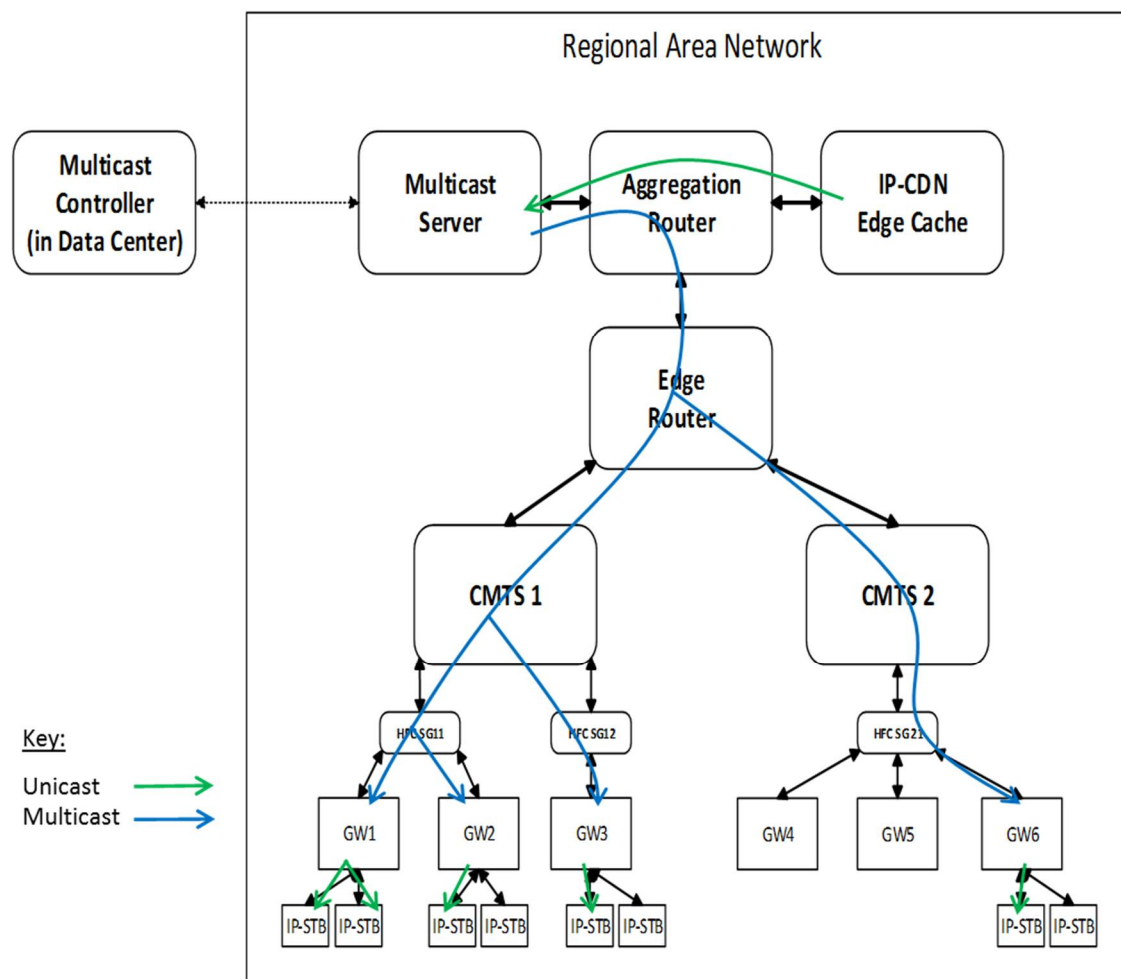 Regional Area Network
Multicast
Controller
(in Data Center)
Multicast
Server
Aggregation
Router
IP-CDN
Edge Cache
Edge
Router
CMTS 1
CMTS 2
HFC SG11
HFC SG12
HFC SG21
Key:
Unicast
Multicast
GW1
GW2
GW3
GW4
GW5
GW6
IP-STB
IP-STB
IP-STB
IP-STB
IP-STB
IP-STB
IP-STB
IP-STB